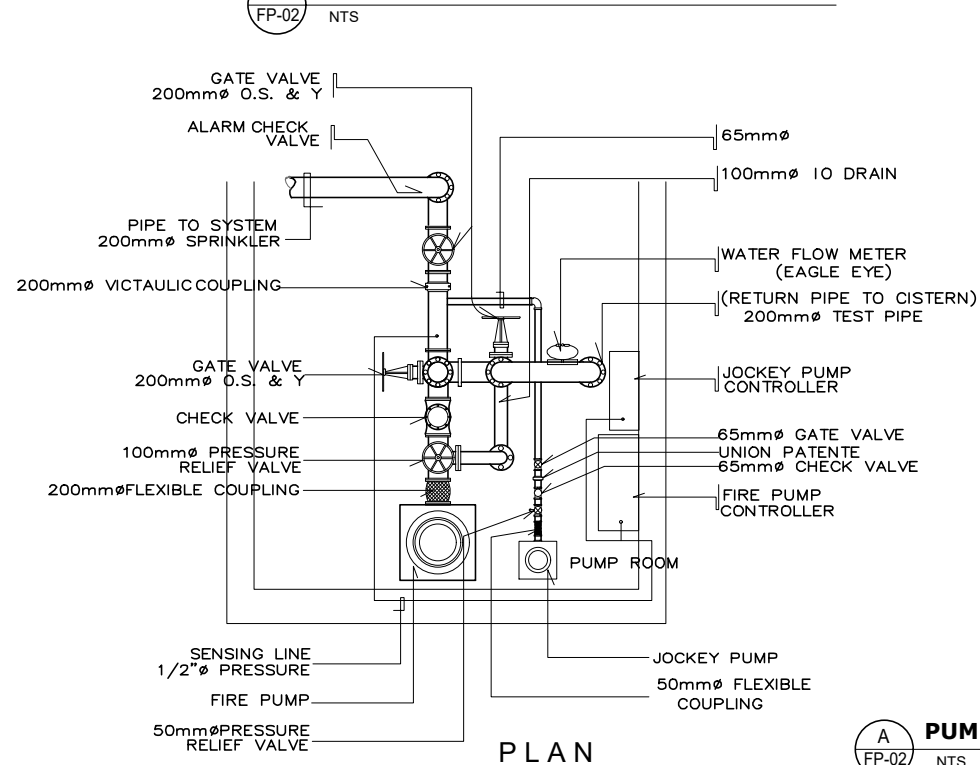 FP-02 NTS
GATE VALVE
200mmø O.S. & Y
ALARM CHECK
VALVE
PIPE TO SYSTEM
200mmø SPRINKLER
200mmø VICTAULIC COUPLING
GATE VALVE
200mmø O.S. & Y
CHECK VALVE
100mmø PRESSURE
RELIEF VALVE
200mmøFLEXIBLE COUPLING
SENSING LINE
1/2"ø PRESSURE
FIRE PUMP
50mmøPRESSURE
RELIEF VALVE
65mmø
100mmø IO DRAIN
WATER FLOW METER
(EAGLE EYE)
(RETURN PIPE TO CISTERN)
200mmø TEST PIPE
JOCKEY PUMP
CONTROLLER
65mmø GATE VALVE
UNION PATENTE
65mmø CHECK VALVE
FIRE PUMP
CONTROLLER
PUMP ROOM
JOCKEY PUMP
50mmø FLEXIBLE
COUPLING
PLAN
A PUM
FP-02 NTS